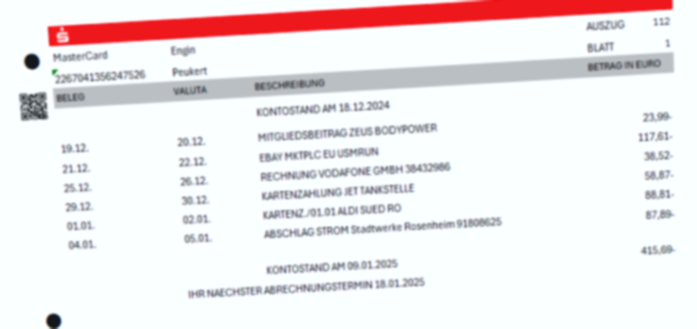 AUSZUG 112
MasterCard Engin
BLATT 1
2267041356247526 Peukert
BELEG VALUTA BESCHREIBUNG BETRAG IN EURO
KONTOSTAND AM 18.12.2024
19.12. 20.12. MITGLIEDSBEITRAG ZEUS BODYPOWER 23,99-
21.12. 22.12. EBAY MKTPLC EU USMRUN 117,61-
25.12. 26.12. RECHNUNG VODAFONE GMBH 38432986 38,52-
29.12. 30.12. KARTENZAHLUNG JET TANKSTELLE 58,87-
01.01. 02.01. KARTENZ./01.01 ALDI SUED RO 88,81-
04.01. 05.01. ABSCHLAG STROM Stadtwerke Rosenheim 91808625 87,89-
KONTOSTAND AM 09.01.2025 415,69-
IHR NAECHSTER ABRECHNUNGSTERMIN 18.01.2025